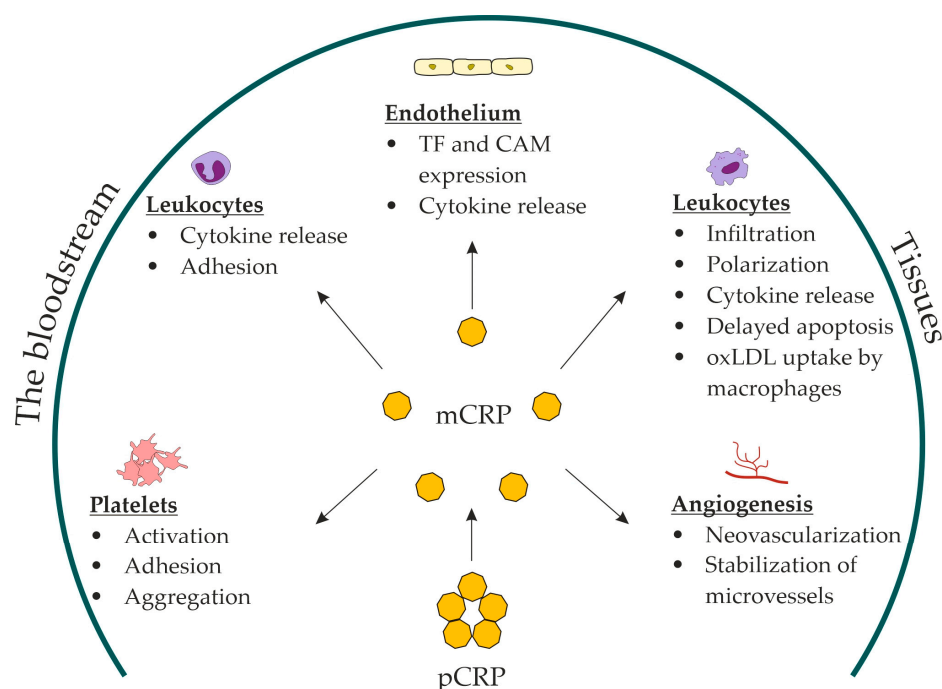 The bloodstream
Tissues
Endothelium
• TF and CAM
expression
• Cytokine release
Leukocytes
• Cytokine release
• Adhesion
Leukocytes
• Infiltration
• Polarization
• Cytokine release
• Delayed apoptosis
• oxLDL uptake by
macrophages
mCRP
Platelets
• Activation
• Adhesion
• Aggregation
Angiogenesis
• Neovascularization
• Stabilization of
microvessels
pCRP